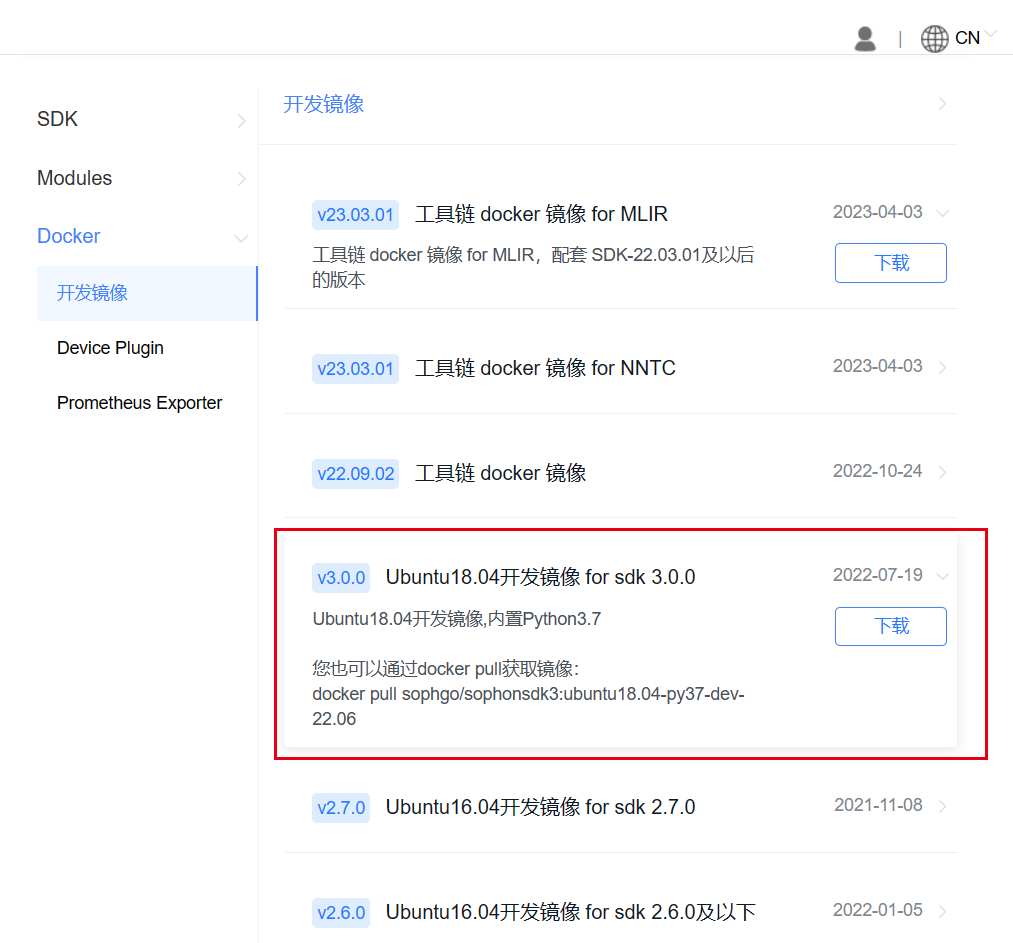 CN
SDK
Modules
Docker
开发镜像
Device Plugin
Prometheus Exporter
开发镜像
v23.03.01 工具链 docker 镜像 for MLIR 2023-04-03
工具链 docker 镜像 for MLIR，配套 SDK-22.03.01及以后
的版本
下载
v23.03.01 工具链 docker 镜像 for NNTC 2023-04-03
v22.09.02 工具链 docker 镜像 2022-10-24
v3.0.0 Ubuntu18.04开发镜像 for sdk 3.0.0 2022-07-19
Ubuntu18.04开发镜像,内置Python3.7
下载
您也可以通过docker pull获取镜像：
docker pull sophgo/sophonsdk3:ubuntu18.04-py37-dev-
22.06
v2.7.0 Ubuntu16.04开发镜像 for sdk 2.7.0 2021-11-08
v2.6.0 Ubuntu16.04开发镜像 for sdk 2.6.0及以下 2022-01-05